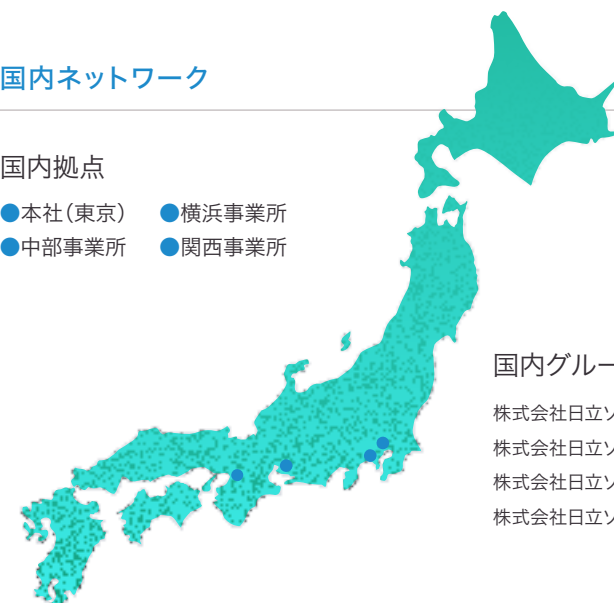 国内ネットワーク
国内拠点
●本社(東京) ●横浜事業所
●中部事業所 ●関西事業所
国内グルー
株式会社日立ソ
株式会社日立ソ
株式会社日立ソ
株式会社日立ソ